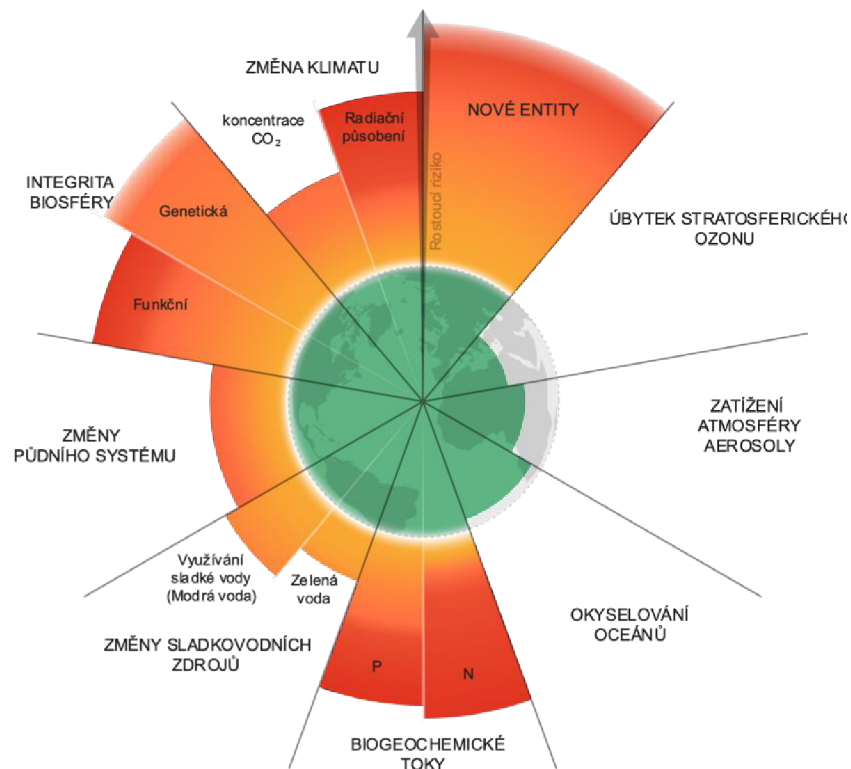 ZMĚNA KLIMATU
koncentrace
CO₂
Radiační
působení
NOVÉ ENTITY
Rostoucí riziko
INTEGRITA
BIOSFÉRY
Genetická
Funkční
ÚBYTEK STRATOSFERICKÉHO
OZONU
ZATÍŽENÍ
ATMOSFÉRY
AEROSOLY
ZMĚNY
PŮDNÍHO SYSTÉMU
Využívání
sladké vody
(Modrá voda)
Zelená
voda
ZMĚNY SLADKOVODNÍCH
ZDROJŮ
P
N
OKYSELOVÁNÍ
OCEÁNŮ
BIOGEOCHEMICKÉ
TOKY